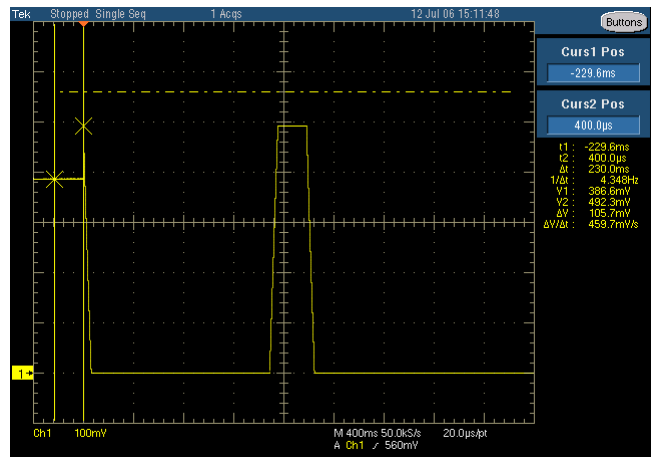 Tek Stopped Single Seq 1 Acqs 12 Jul 06 15:11:48
Buttons
Curs1 Pos
-229.6ms
Curs2 Pos
400.0µs
t1 : -229.6ms
t2 : 400.0µs
Δt : 230.0ms
1/Δt : 4.348Hz
V1 : 386.6mV
V2 : 492.3mV
ΔV : 105.7mV
ΔV/Δt : 459.7mV/s
1
Ch1 100mV M 400ms 50.0kS/s 20.0µs/pt
A Ch1 560mV